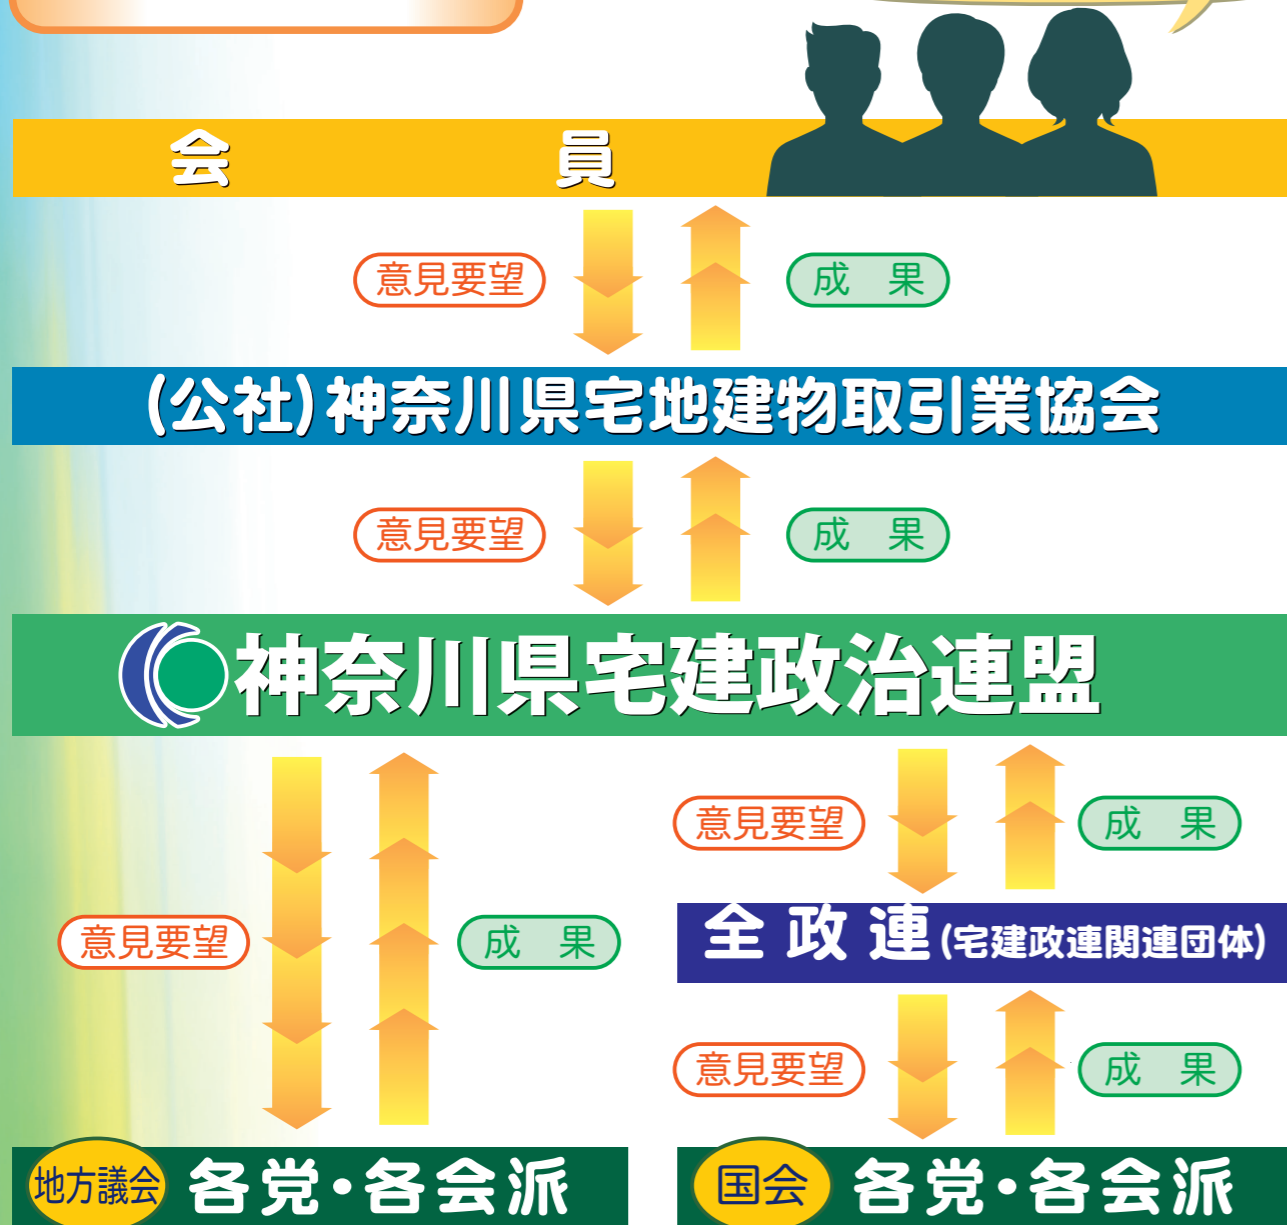 会　員
意見要望　成　果
(公社)神奈川県宅地建物取引業協会
意見要望　成　果
神奈川県宅建政治連盟
意見要望　成　果
意見要望　成　果
全政連(宅建政連関連団体)
意見要望　成　果
地方議会 各党・各会派
国会 各党・各会派